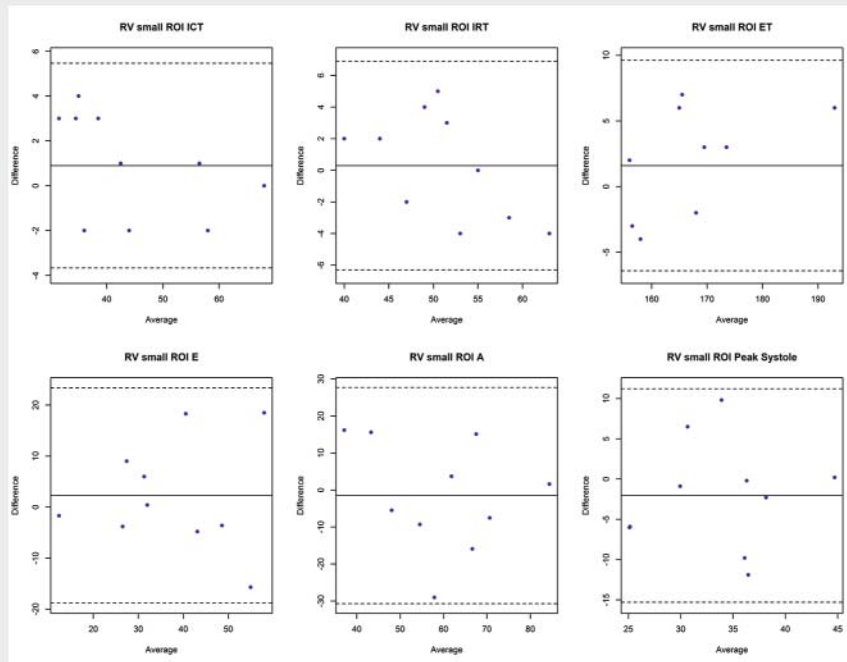 RV small ROI ICT
Difference
6
4
2
0
-2
-4
40 50 60
Average
RV small ROI IRT
Difference
6
4
2
0
-2
-4
-6
40 45 50 55 60
Average
RV small ROI ET
Difference
10
5
0
-5
160 170 180 190
Average
RV small ROI E
Difference
20
10
0
-10
-20
20 30 40 50
Average
RV small ROI A
Difference
30
20
10
0
-10
-20
-30
40 50 60 70 80
Average
RV small ROI Peak Systole
Difference
10
5
0
-5
-10
-15
25 30 35 40 45
Average